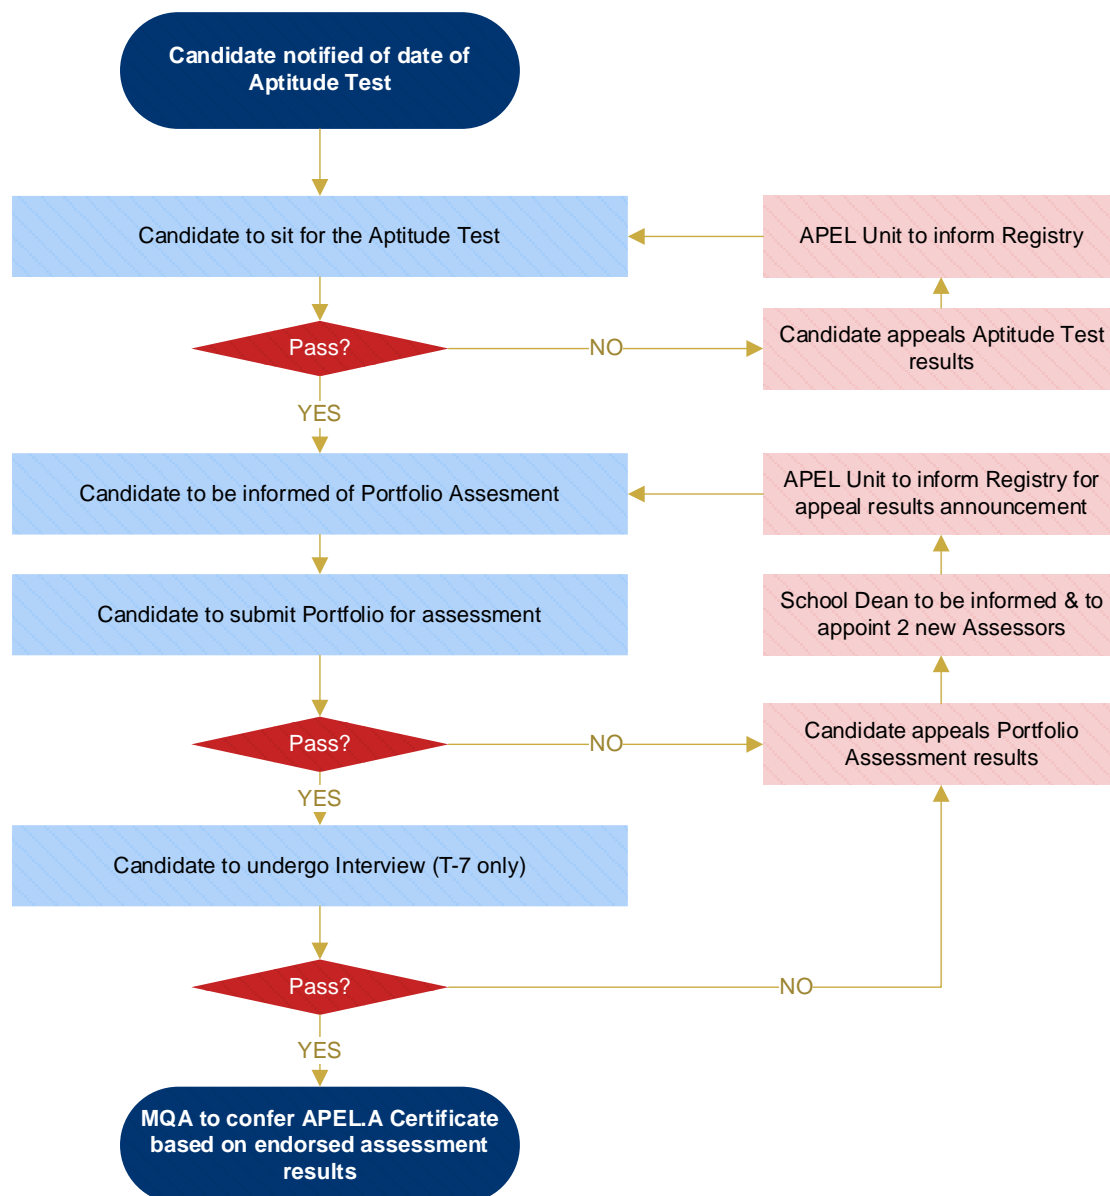 Candidate notified of date of
Aptitude Test
Candidate to sit for the Aptitude Test
APEL Unit to inform Registry
Pass?
NO
Candidate appeals Aptitude Test
results
YES
Candidate to be informed of Portfolio Assesment
APEL Unit to inform Registry for
appeal results announcement
Candidate to submit Portfolio for assessment
School Dean to be informed & to
appoint 2 new Assessors
Pass?
NO
Candidate appeals Portfolio
Assessment results
YES
Candidate to undergo Interview (T-7 only)
Pass?
NO
YES
MQA to confer APEL.A Certificate
based on endorsed assessment
results